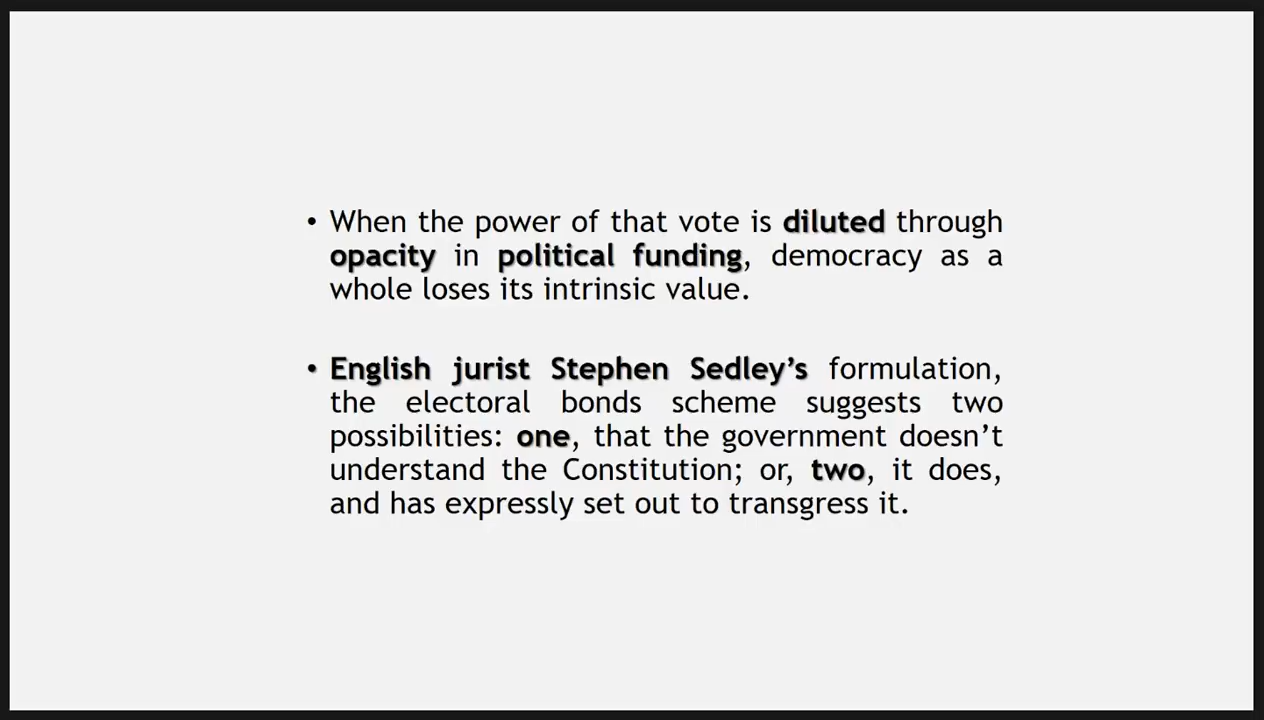 • When the power of that vote is diluted through
opacity in political funding, democracy as a
whole loses its intrinsic value.
• English jurist Stephen Sedley’s formulation,
the electoral bonds scheme suggests two
possibilities: one, that the government doesn’t
understand the Constitution; or, two, it does,
and has expressly set out to transgress it.